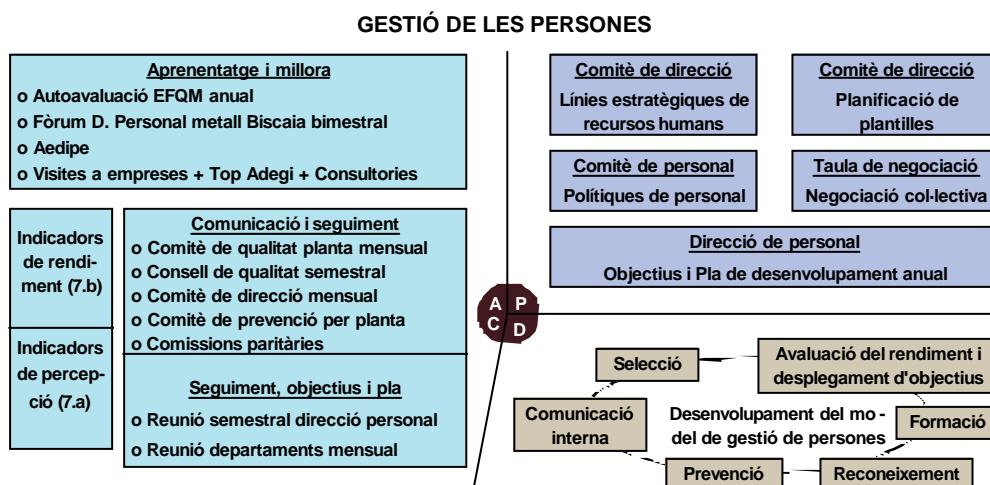 GESTIÓ DE LES PERSONES
Aprenentatge i millora
o Autoavaluació EFQM anual
o Fòrum D. Personal metall Biscaia bimestral
o Aedipe
o Visites a empreses + Top Adegi + Consultories
Indicadors
de rendi-
ment (7.b)
Indicadors
de percep-
ció (7.a)
Comunicació i seguiment
o Comitè de qualitat planta mensual
o Consell de qualitat semestral
o Comitè de direcció mensual
o Comitè de prevenció per planta
o Comissions paritàries
Seguiment, objectius i pla
o Reunió semestral direcció personal
o Reunió departaments mensual
Comitè de direcció
Línies estratègiques de
recursos humans
Comitè de direcció
Planificació de
plantilles
Comitè de personal
Polítiques de personal
Taula de negociació
Negociació col·lectiva
Direcció de personal
Objectius i Pla de desenvolupament anual
A P
C D
Selecció
Avaluació del rendiment i
desplegament d'objectius
Comunicació
interna
Desenvolupament del mo -
del de gestió de persones
Formació
Prevenció
Reconeixement